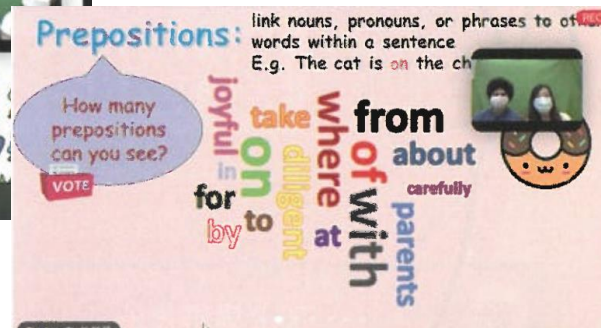 Prepositions:
link nouns, pronouns, or phrases to
words within a sentence
E.g. The cat is on the ch
REC
How many
prepositions
can you see?
VOTE
joyful
in
take
on
diligent
where
from
of
about
carefully
for
by
to
at
with
parents